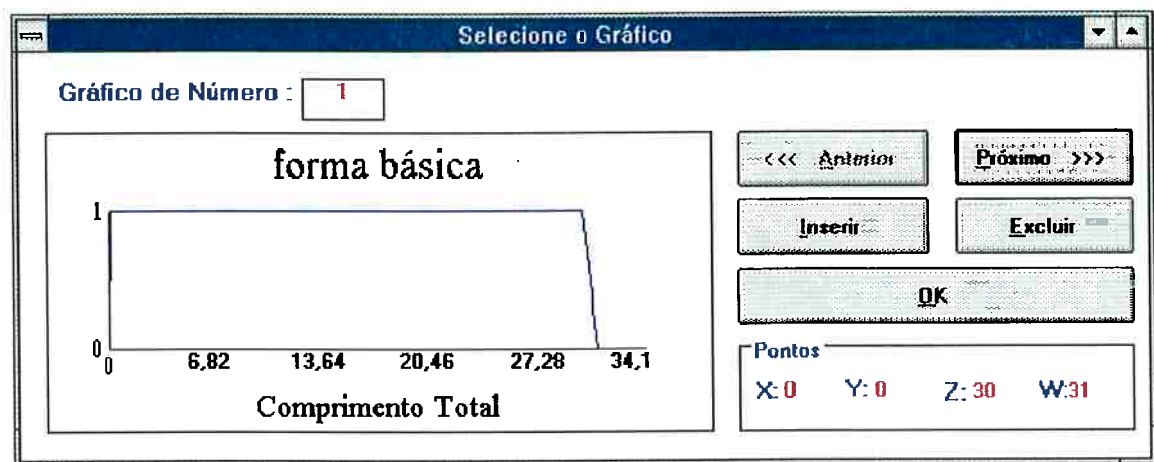 Selecione o Gráfico
Gráfico de Número : 1
forma básica
1
0
0 6,82 13,64 20,46 27,28 34,1
Comprimento Total
<<< Anterior
Próximo >>>
Inserir
Excluir
OK
Pontos
X: 0 Y: 0 Z: 30 W:31